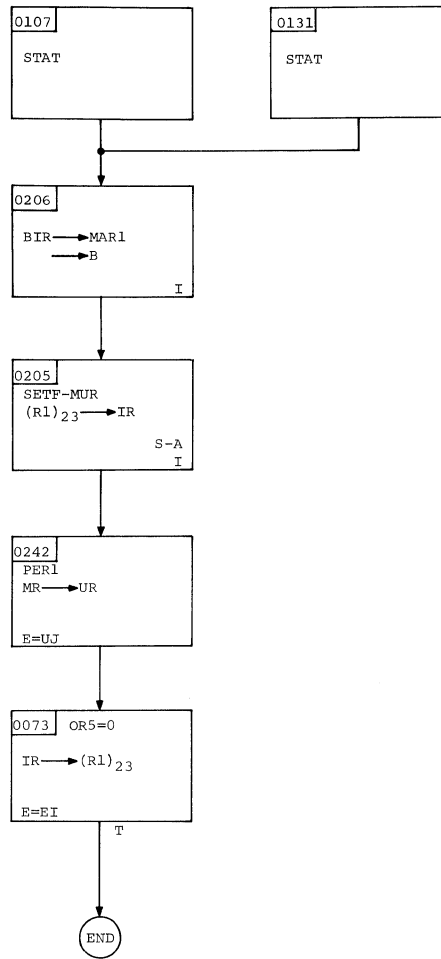 0107
STAT
0131
STAT
0206
BIR→MAR1
→B
I
0205
SETF-MUR
(R1)23→IR
S-A
I
0242
PER1
MR→UR
E=UJ
0073 OR5=0
IR→(R1)23
E=EI
T
END